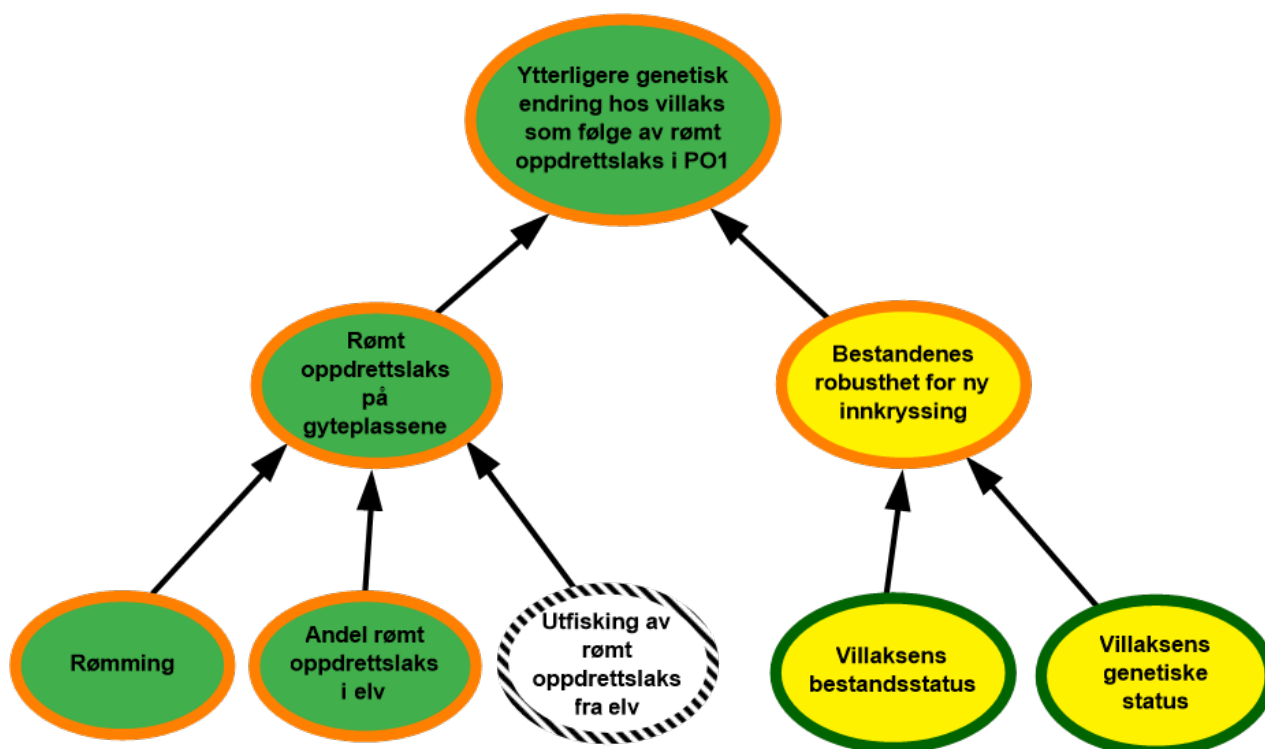 Ytterligere genetisk
endring hos villaks
som følge av rømt
oppdrettslaks i PO1
Rømt
oppdrettslaks
på
gyteplassene
Bestandenes
robusthet for ny
innkryssing
Rømming
Andel rømt
oppdrettslaks
i elv
Utfisking av
rømt
oppdrettslaks
fra elv
Villaksens
bestandsstatus
Villaksens
genetiske
status